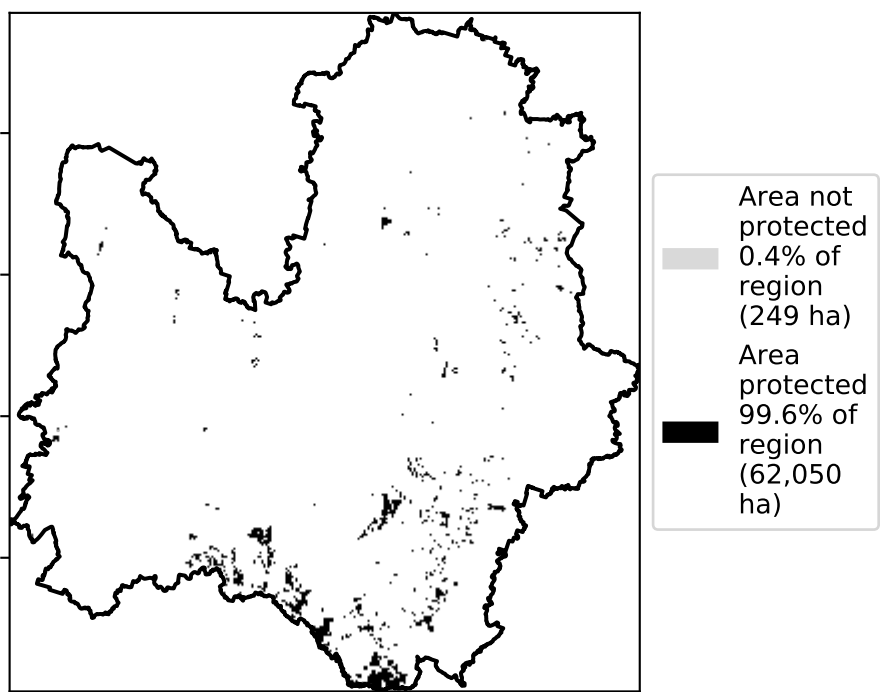 Area not
protected
0.4% of
region
(249 ha)
Area
protected
99.6% of
region
(62,050
ha)